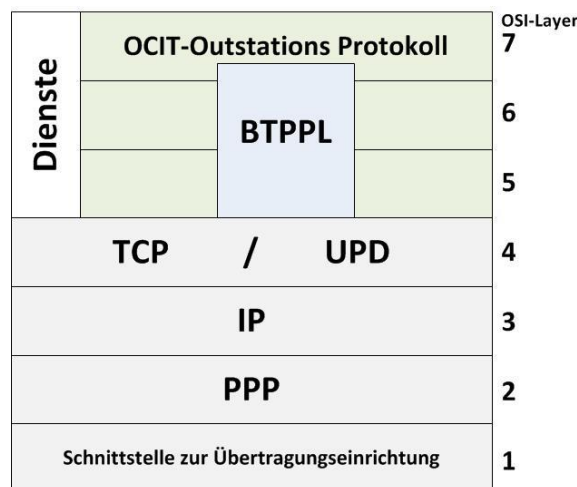 OSI-Layer
OCIT-Outstations Protokoll 7
Dienste
6
BTPPL
5
TCP / UPD 4
IP 3
PPP 2
Schnittstelle zur Übertragungseinrichtung 1